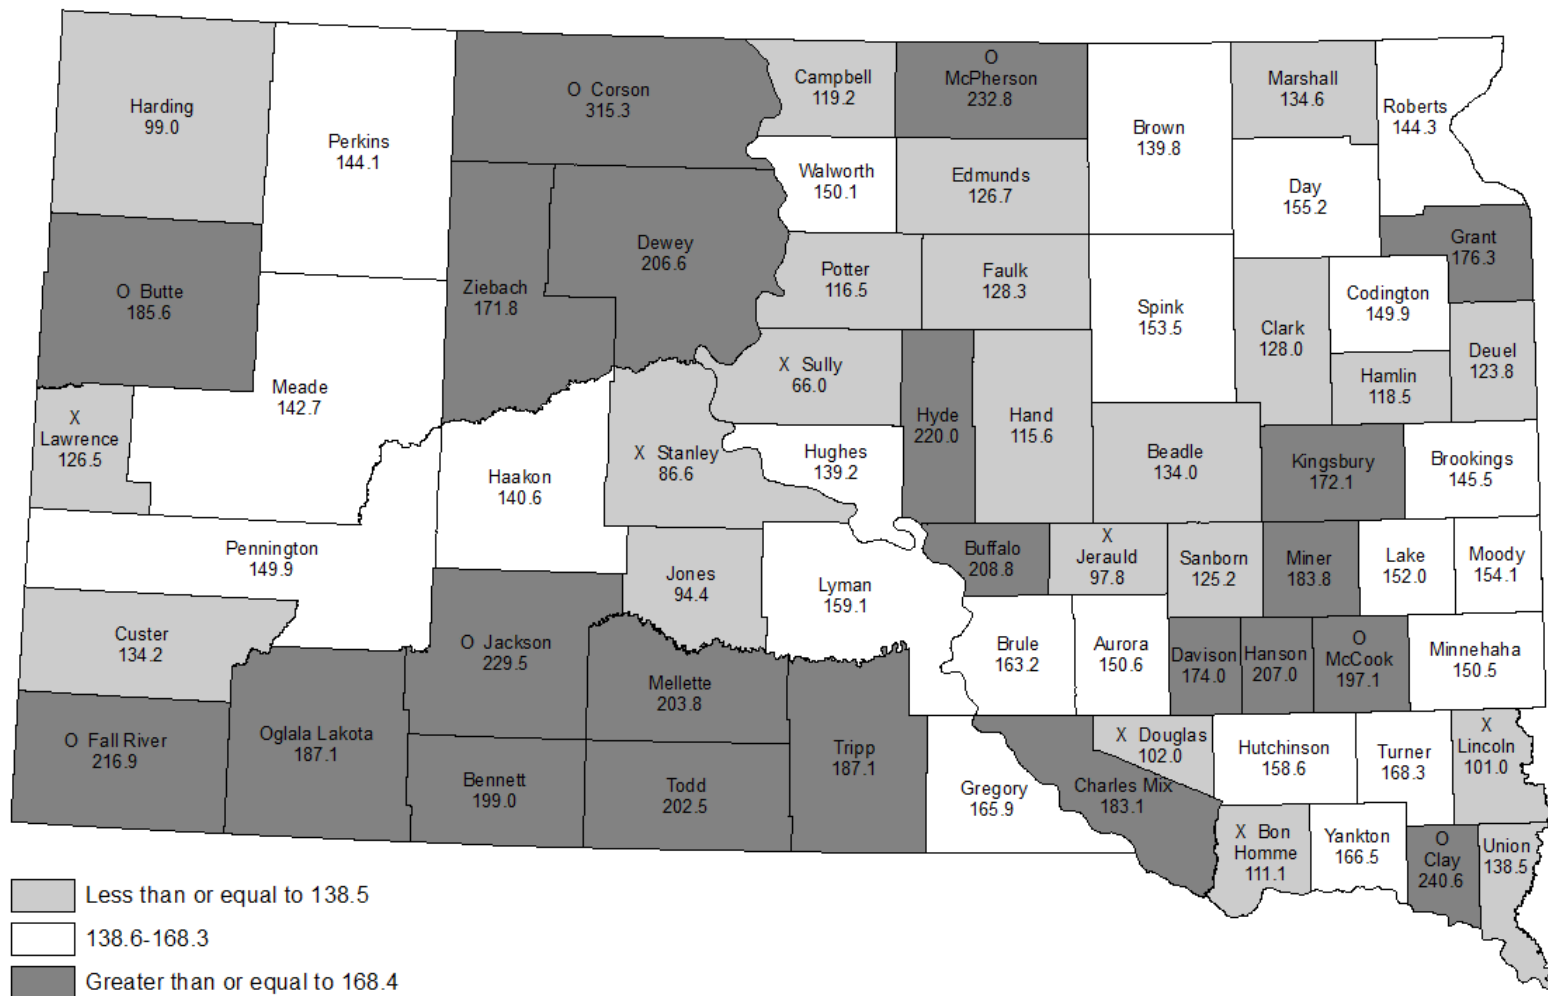 Harding
99.0
Perkins
144.1
O Corson
315.3
Campbell
119.2
O
McPherson
232.8
Brown
139.8
Marshall
134.6
Roberts
144.3
Walworth
150.1
Edmunds
126.7
Day
155.2
Grant
176.3
O Butte
185.6
Ziebach
171.8
Dewey
206.6
Potter
116.5
Faulk
128.3
Spink
153.5
Clark
128.0
Codington
149.9
Deuel
123.8
Hamlin
118.5
X
Lawrence
126.5
Meade
142.7
X Sully
66.0
Hyde
220.0
Hand
115.6
Haakon
140.6
X Stanley
86.6
Hughes
139.2
Beadle
134.0
Kingsbury
172.1
Brookings
145.5
Pennington
149.9
Jones
94.4
Lyman
159.1
Buffalo
208.8
X
Jerauld
97.8
Sanborn
125.2
Miner
183.8
Lake
152.0
Moody
154.1
Custer
134.2
O Jackson
229.5
Mellette
203.8
Brule
163.2
Aurora
150.6
Davison
174.0
Hanson
207.0
O
McCook
197.1
Minnehaha
150.5
O Fall River
216.9
Oglala Lakota
187.1
Bennett
199.0
Todd
202.5
Tripp
187.1
Gregory
165.9
Charles Mix
183.1
X Douglas
102.0
Hutchinson
158.6
Turner
168.3
X
Lincoln
101.0
X Bon
Homme
111.1
Yankton
166.5
O
Clay
240.6
Union
138.5
Less than or equal to 138.5
138.6-168.3
Greater than or equal to 168.4